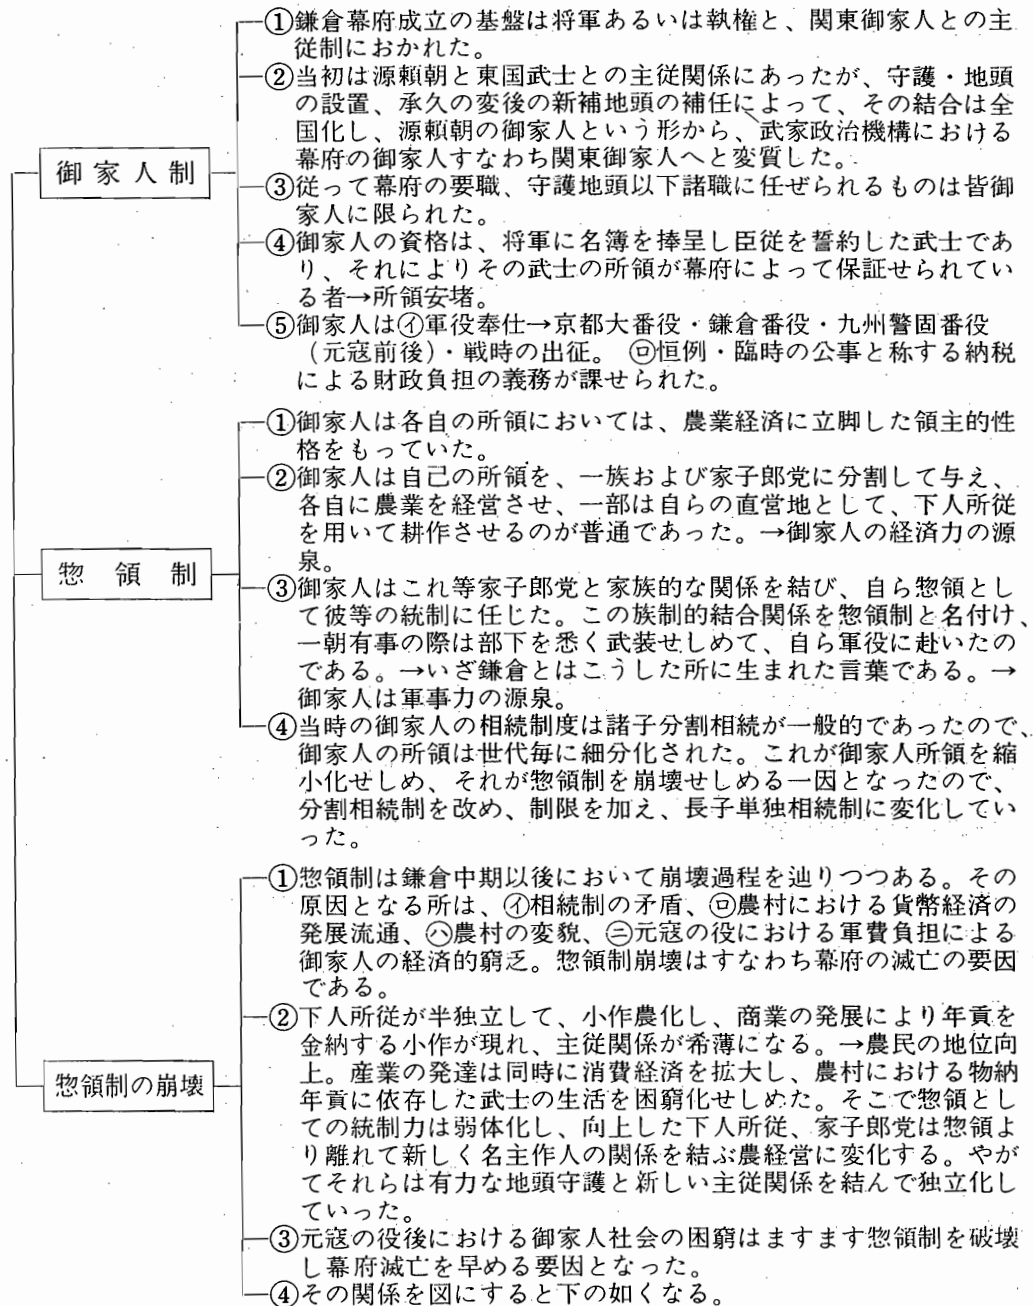 御家人制
①鎌倉幕府成立の基盤は将軍あるいは執権と、関東御家人との主
従制におかれた。
②当初は源頼朝と東国武士との主従関係にあったが、守護・地頭
の設置、承久の変後の新補地頭の補任によって、その結合は全
国化し、源頼朝の御家人という形から、武家政治機構における
幕府の御家人すなわち関東御家人へと変質した。
③従って幕府の要職、守護地頭以下諸職に任ぜられるものは皆御
家人に限られた。
④御家人の資格は、将軍に名簿を捧呈し臣従を誓約した武士であ
り、それによりその武士の所領が幕府によって保証せられてい
る者→所領安堵。
⑤御家人は㋑軍役奉仕→京都大番役・鎌倉番役・九州警固番役
(元寇前後)・戦時の出征。 ㋺恒例・臨時の公事と称する納税
による財政負担の義務が課せられた。
惣領制
①御家人は各自の所領においては、農業経済に立脚した領主的性
格をもっていた。
②御家人は自己の所領を、一族および家子郎党に分割して与え、
各自に農業を経営させ、一部は自らの直営地として、下人所従
を用いて耕作させるのが普通であった。→御家人の経済力の源
泉。
③御家人はこれ等家子郎党と家族的な関係を結び、自ら惣領とし
て彼等の統制に任じた。この族制的結合関係を惣領制と名付け、
一朝有事の際は部下を悉く武装せしめて、自ら軍役に赴いたの
である。→いざ鎌倉とはこうした所に生まれた言葉である。→
御家人は軍事力の源泉。
④当時の御家人の相続制度は諸子分割相続が一般的であったので、
御家人の所領は世代毎に細分化された。これが御家人所領を縮
小化せしめ、それが惣領制を崩壊せしめる一因となったので、
分割相続制を改め、制限を加え、長子単独相続制に変化してい
った。
惣領制の崩壊
①惣領制は鎌倉中期以後において崩壊過程を辿りつつある。その
原因となる所は、㋑相続制の矛盾、㋺農村における貨幣経済の
発展流通、㋩農村の変貌、㋥元寇の役における軍費負担による
御家人の経済的窮乏。惣領制崩壊はすなわち幕府の滅亡の要因
である。
②下人所従が半独立して、小作農化し、商業の発展により年貢を
金納する小作が現れ、主従関係が希薄になる。→農民の地位向
上。産業の発達は同時に消費経済を拡大し、農村における物納
年貢に依存した武士の生活を困窮化せしめた。そこで惣領とし
ての統制力は弱体化し、向上した下人所従、家子郎党は惣領よ
り離れて新しく名主作人の関係を結ぶ農経営に変化する。やが
てそれらは有力な地頭守護と新しい主従関係を結んで独立化し
ていった。
③元寇の役後における御家人社会の困窮はますます惣領制を破壊
し幕府滅亡を早める要因となった。
④その関係を図にすると下の如くなる。